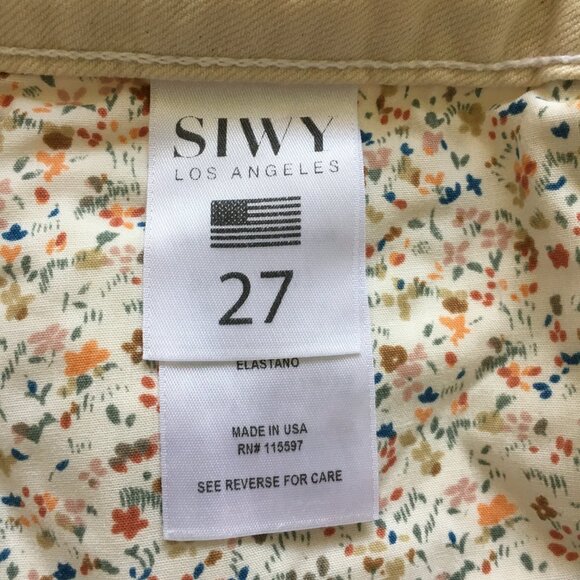 SIWY
LOS ANGELES
27
ELASTANO
MADE IN USA
RN# 115597
SEE REVERSE FOR CARE